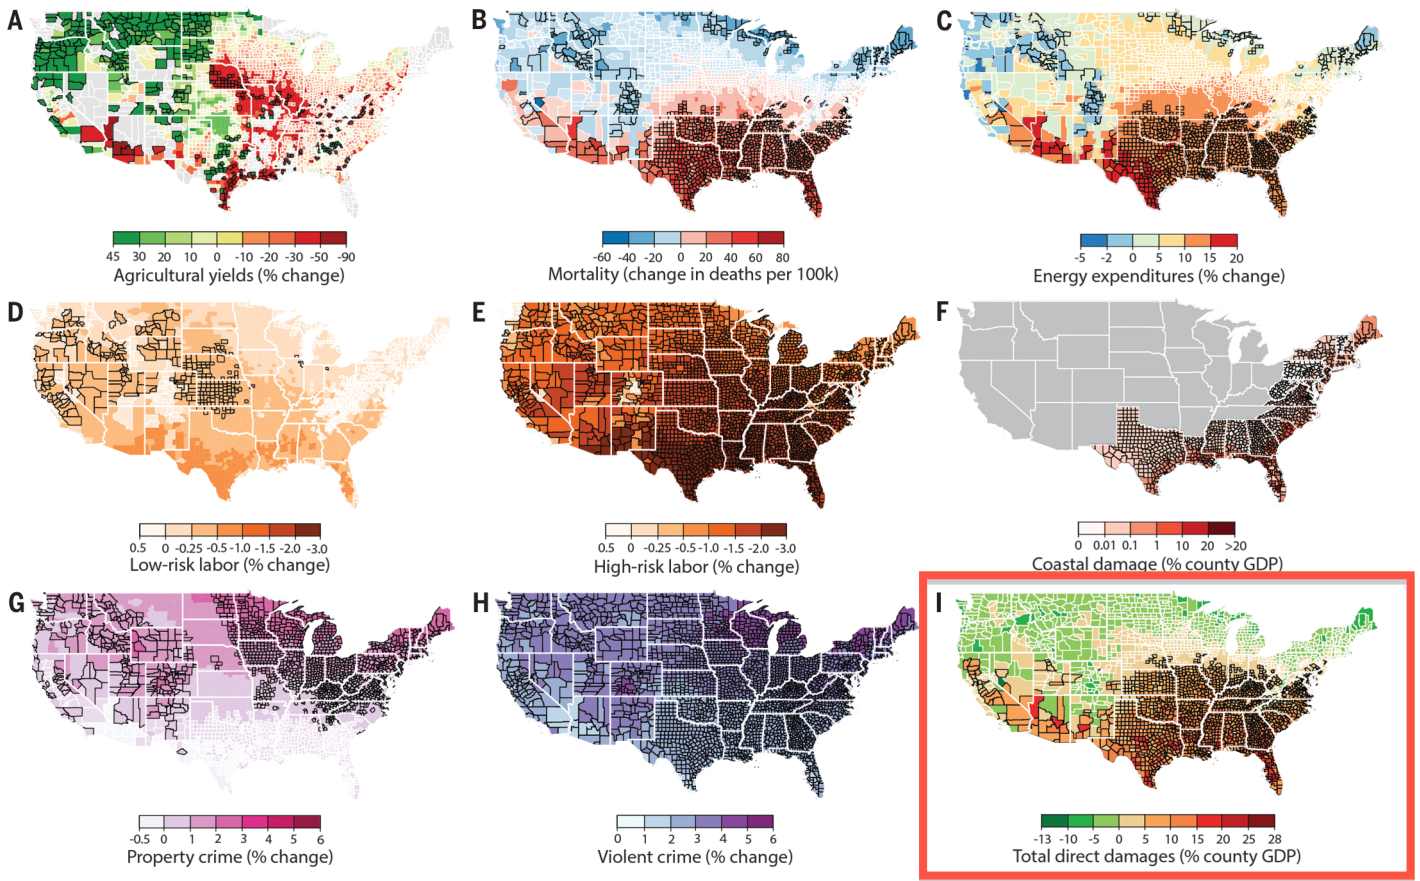 A
45 30 20 10 0 -10 -20 -30 -50 -90
Agricultural yields (% change)
B
-60 -40 -20 0 20 40 60 80
Mortality (change in deaths per 100k)
C
-5 -2 0 5 10 15 20
Energy expenditures (% change)
D
0.5 0 -0.25 -0.5 -1.0 -1.5 -2.0 -3.0
Low-risk labor (% change)
E
0.5 0 -0.25 -0.5 -1.0 -1.5 -2.0 -3.0
High-risk labor (% change)
F
0 0.01 0.1 1 10 20 >20
Coastal damage (% county GDP)
G
-0.5 0 1 2 3 4 5 6
Property crime (% change)
H
0 1 2 3 4 5 6
Violent crime (% change)
I
-13 -10 -5 0 5 10 15 20 25 28
Total direct damages (% county GDP)